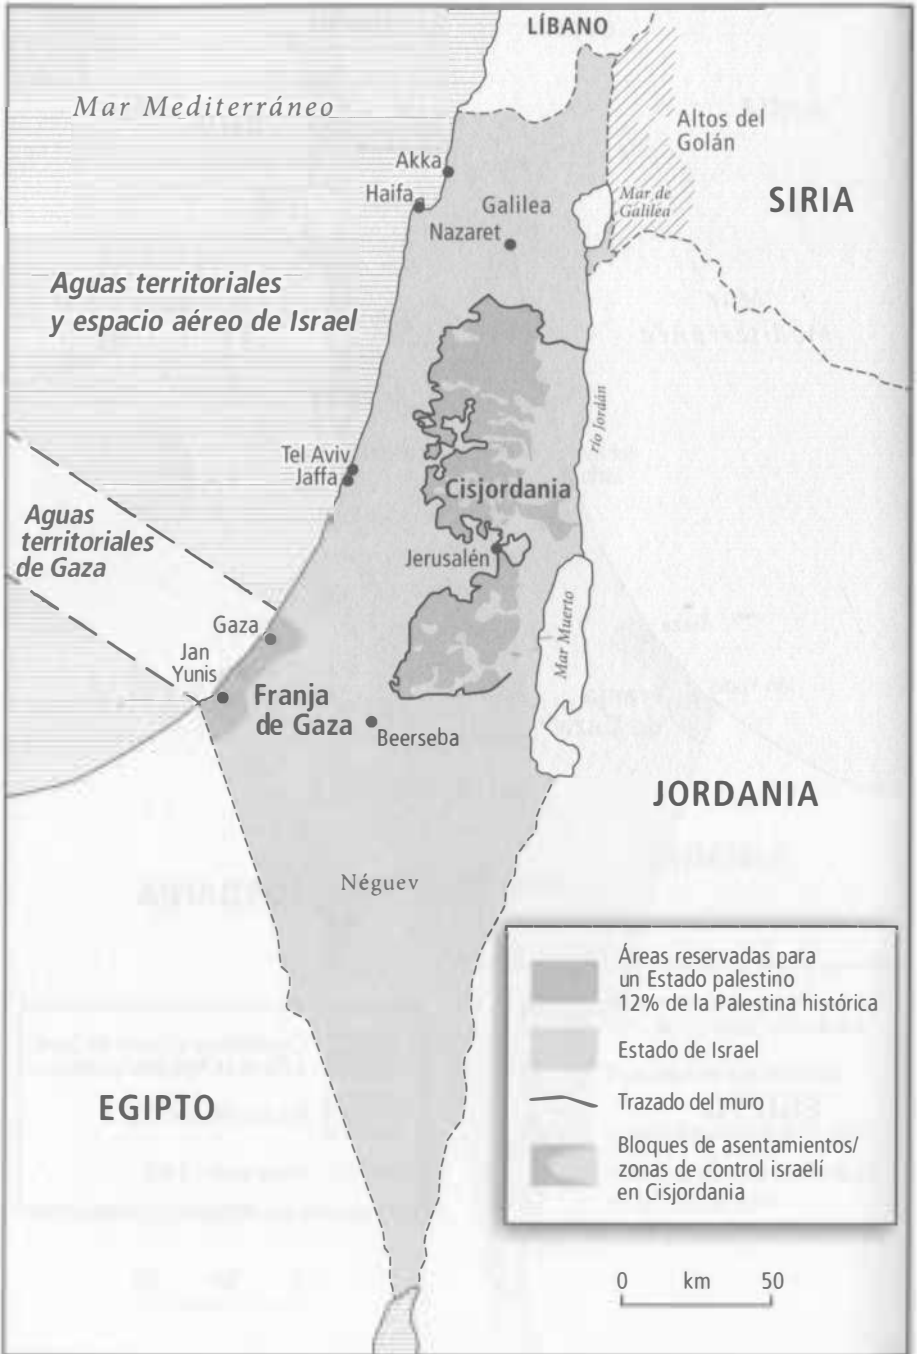 LÍBANO
Mar Mediterráneo
Altos del
Golán
Akka
SIRIA
Haifa
Galilea
Mar de
Galilea
Nazaret
Aguas territoriales
y espacio aéreo de Israel
río Jordán
Tel Aviv
Jaffa
Cisjordania
Aguas
territoriales
de Gaza
Jerusalén
Mar Muerto
Gaza
Jan
Yunis
Franja
de Gaza
Beerseba
JORDANIA
Néguev
Áreas reservadas para
un Estado palestino
12% de la Palestina histórica
Estado de Israel
EGIPTO
Trazado del muro
Bloques de asentamientos/
zonas de control israelí
en Cisjordania
0 km 50